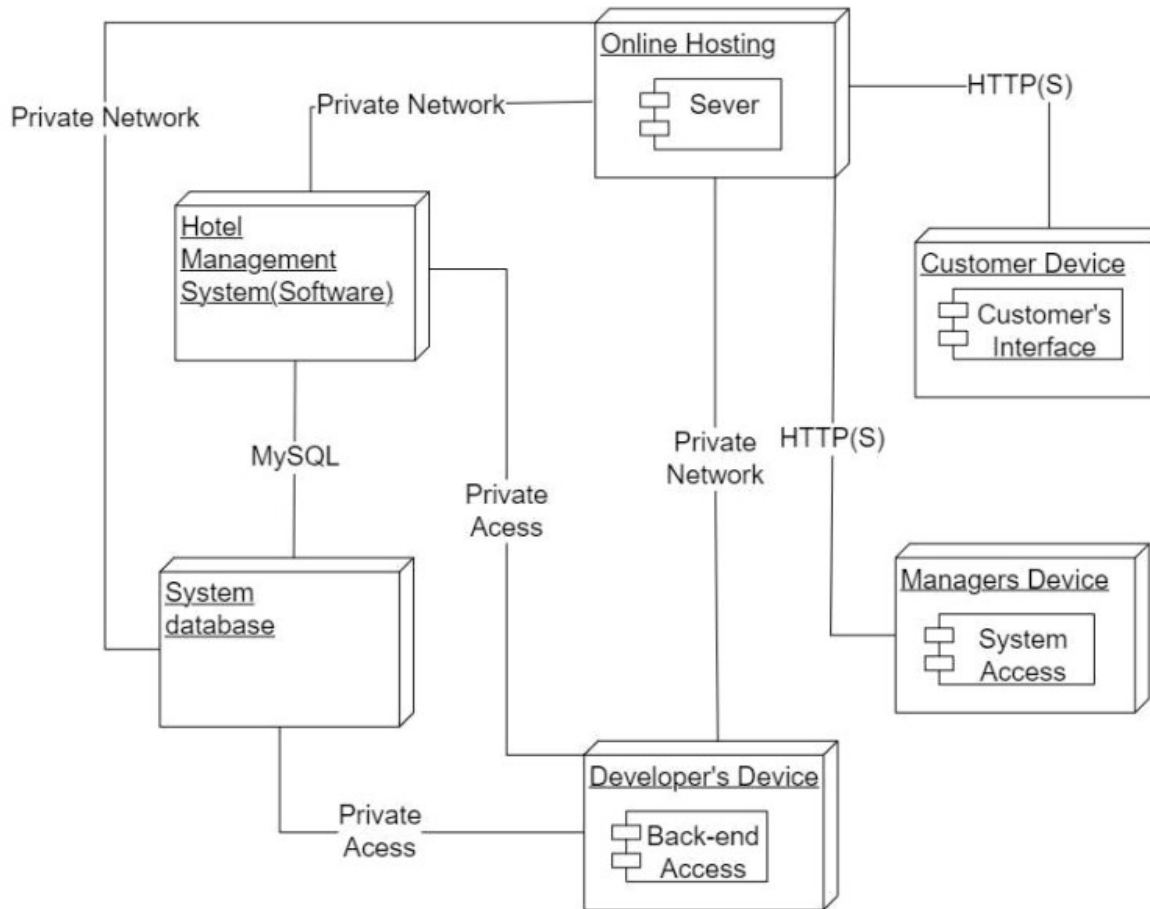 Online Hosting
Sever
HTTP(S)
Private Network
Private Network
Hotel
Management
System(Software)
Customer Device
Customer's
Interface
MySQL
Private
Acess
Private
Network
HTTP(S)
System
database
Managers Device
System
Access
Developer's Device
Back-end
Access
Private
Acess